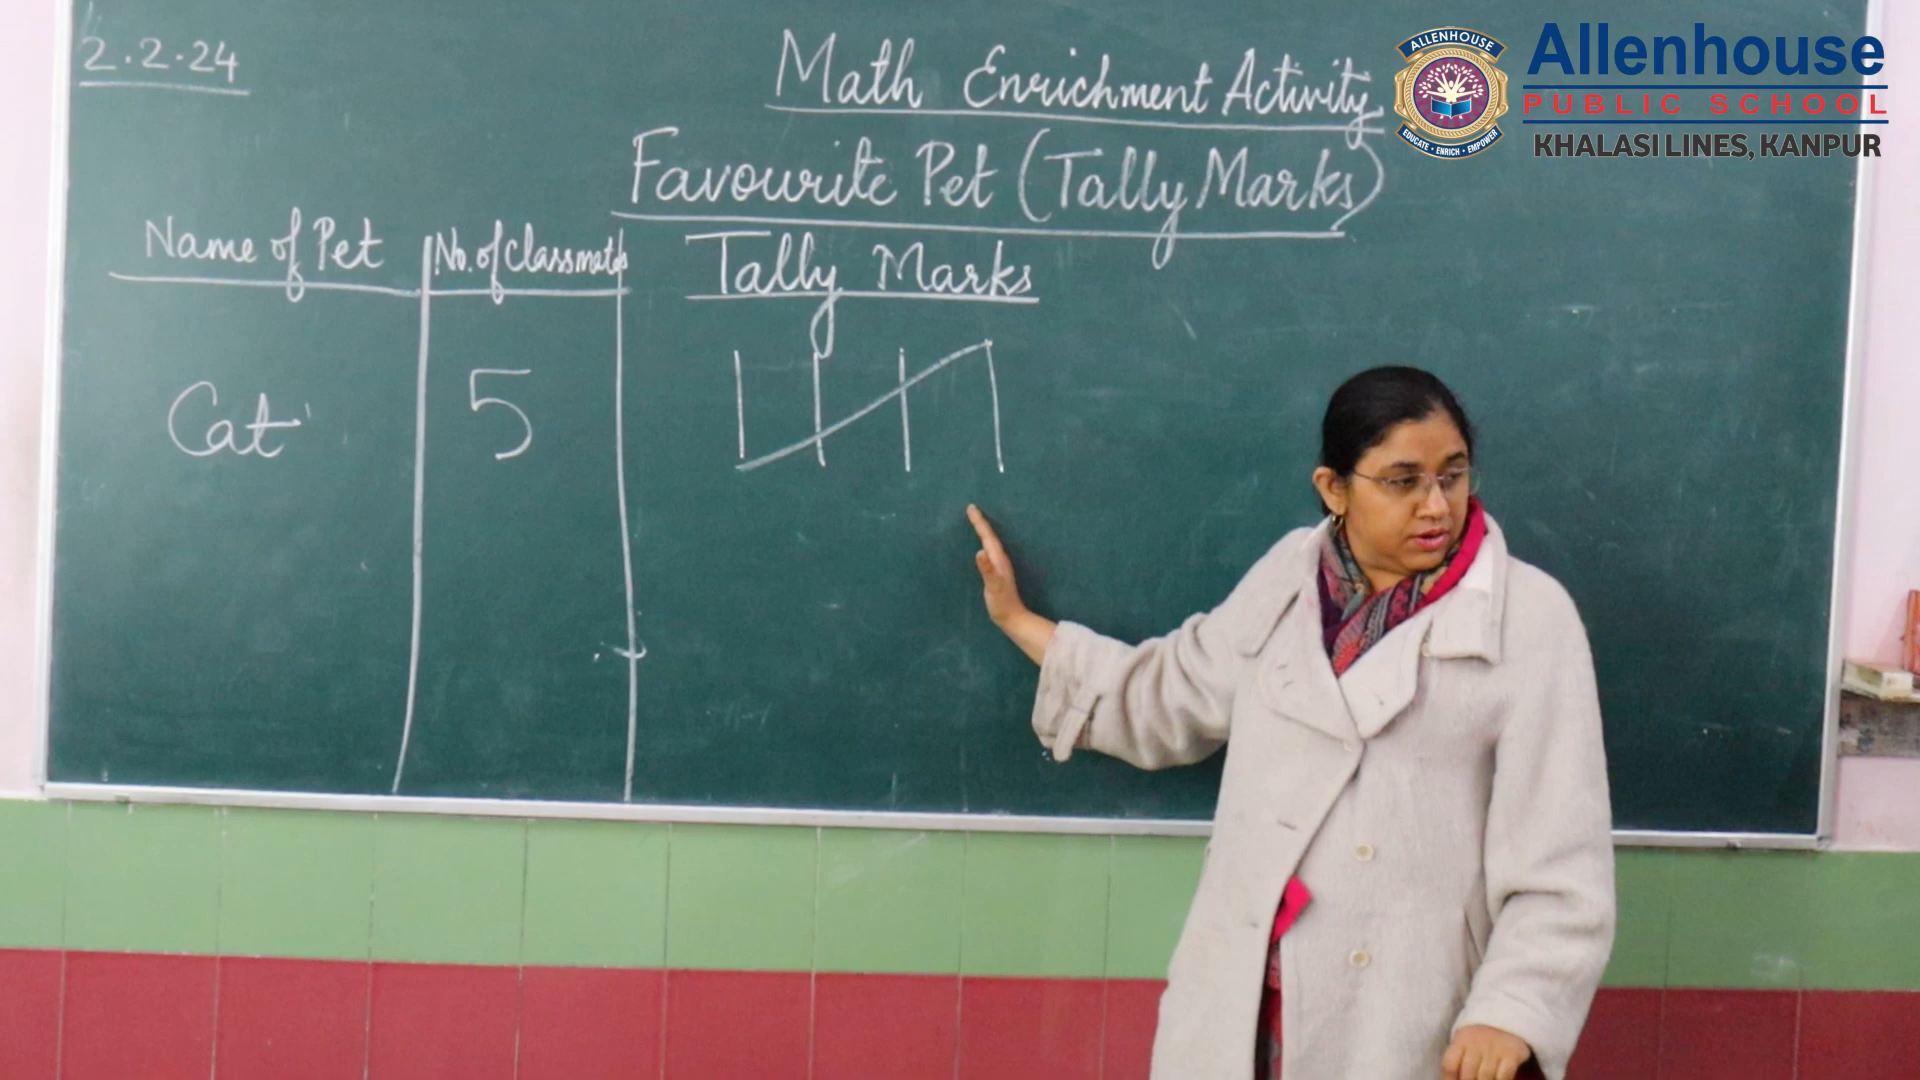 2.2.24
Math Enrichment Activity
Favourite Pet (Tally Marks)
Name of Pet No. of Classmates Tally Marks
Cat 5
ALLENHOUSE
EDUCATE • ENRICH • EMPOWER
Allenhouse
PUBLIC SCHOOL
KHALASI LINES, KANPUR